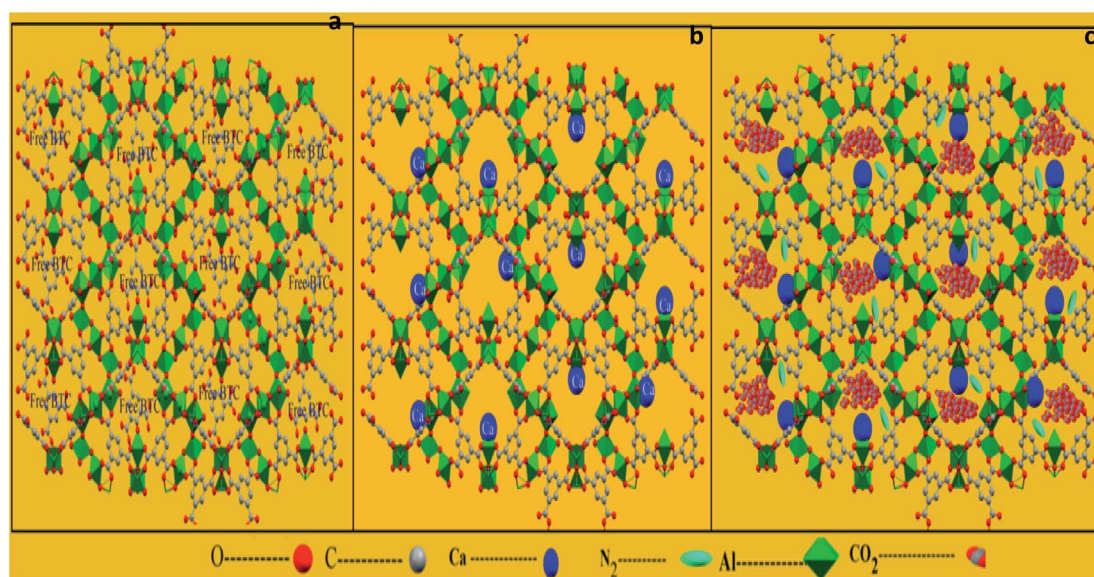 a
Free BTC
Free BTC
Free BTC
Free BTC
Free BTC
Free BTC
Free BTC
Free BTC
Free BTC
Free BTC
Free BTC
Free BTC
b
Ca
Ca
Ca
Ca
Ca
Ca
Ca
Ca
Ca
Ca
Ca
Ca
c
O----------- C----------- Ca ----------- N₂--------- Al------------ CO₂------------